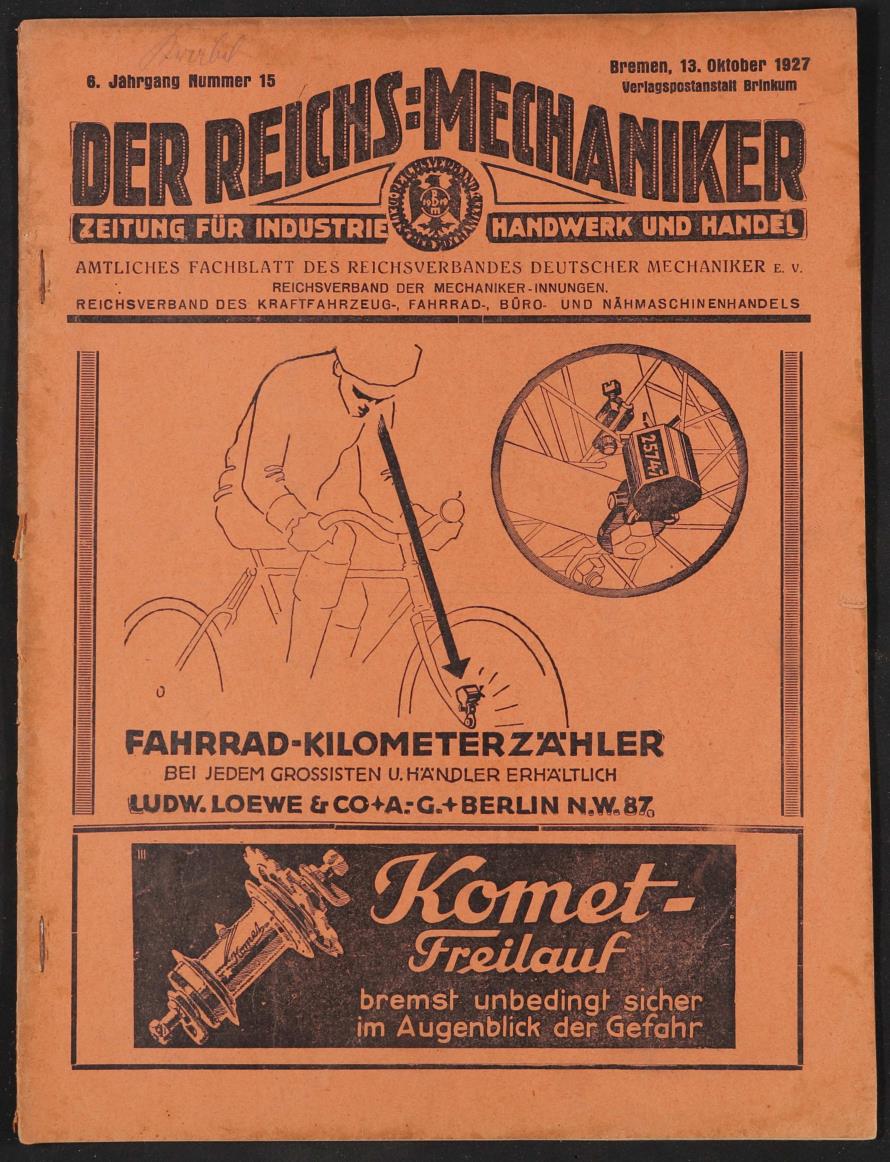 6. Jahrgang Nummer 15
Bremen, 13. Oktober 1927
Verlagspostanstalt Brinkum
DER REICHS=MECHANIKER
REICHSVERBAND
ZEITUNG FÜR INDUSTRIE
HANDWERK UND HANDEL
AMTLICHES FACHBLATT DES REICHSVERBANDES DEUTSCHER MECHANIKER E. V.
REICHSVERBAND DER MECHANIKER-INNUNGEN.
REICHSVERBAND DES KRAFTFAHRZEUG-, FAHRRAD-, BÜRO- UND NÄHMASCHINENHANDELS
25747
FAHRRAD-KILOMETERZÄHLER
BEI JEDEM GROSSISTEN U. HÄNDLER ERHÄLTLICH
LUDW. LOEWE & CO+A.-G.+BERLIN N.W. 87.
Komet-
Freilauf
Komet
bremst unbedingt sicher
im Augenblick der Gefahr